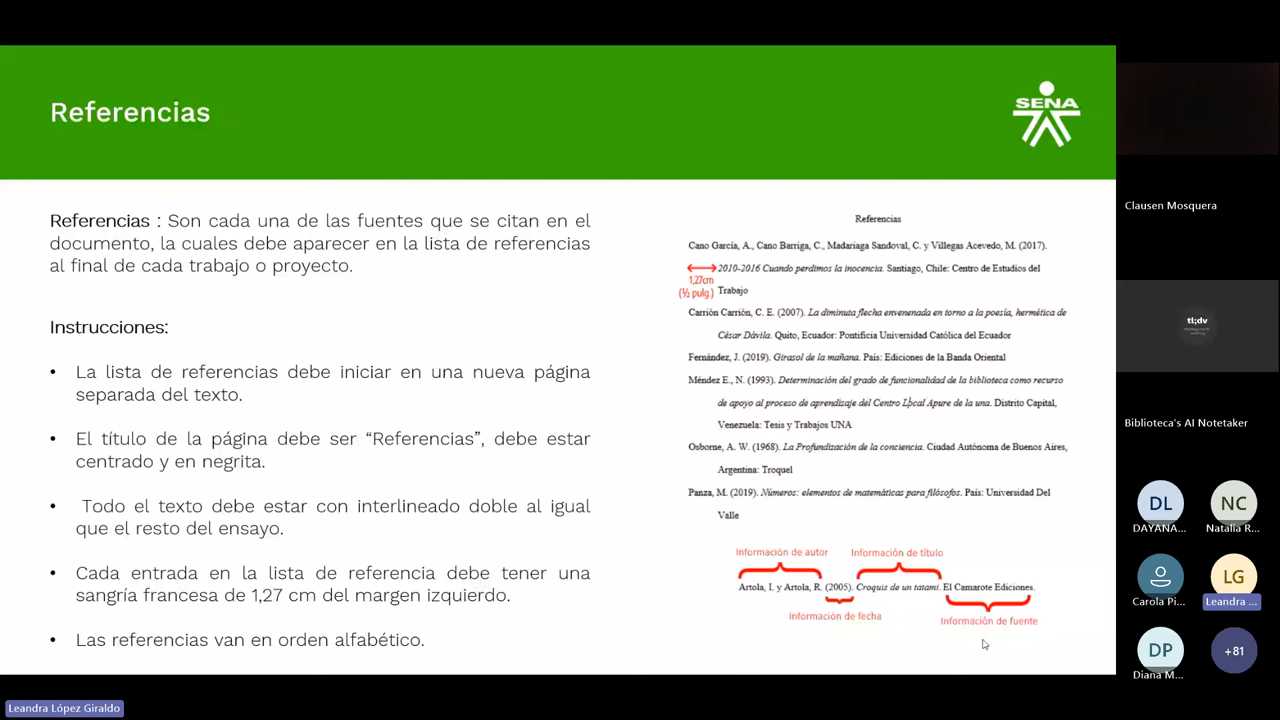 Referencias
SENA
Referencias : Son cada una de las fuentes que se citan en el
documento, la cuales debe aparecer en la lista de referencias
al final de cada trabajo o proyecto.
Instrucciones:
• La lista de referencias debe iniciar en una nueva página
separada del texto.
• El título de la página debe ser “Referencias”, debe estar
centrado y en negrita.
• Todo el texto debe estar con interlineado doble al igual
que el resto del ensayo.
• Cada entrada en la lista de referencia debe tener una
sangría francesa de 1,27 cm del margen izquierdo.
• Las referencias van en orden alfabético.
Referencias
Cano García, A., Cano Barriga, C., Madariaga Sandoval, C. y Villegas Acevedo, M. (2017).
2010-2016 Cuando perdimos la inocencia. Santiago, Chile: Centro de Estudios del
1,27cm
(½ pulg.)
Trabajo
Carrión Carrión, C. E. (2007). La diminuta flecha envenenada en torno a la poesía, hermética de
César Dávila. Quito, Ecuador: Pontificia Universidad Católica del Ecuador
Fernández, J. (2019). Girasol de la mañana. País: Ediciones de la Banda Oriental
Méndez E., N. (1993). Determinación del grado de funcionalidad de la biblioteca como recurso
de apoyo al proceso de aprendizaje del Centro Local Apure de la una. Distrito Capital,
Venezuela: Tesis y Trabajos UNA
Osborne, A. W. (1968). La Profundización de la conciencia. Ciudad Autónoma de Buenos Aires,
Argentina: Troquel
Panza, M. (2019). Números: elementos de matemáticas para filósofos. País: Universidad Del
Valle
Información de autor Información de título
Artola, I. y Artola, R. (2005). Croquis de un tatami. El Camarote Ediciones.
Información de fecha
Información de fuente
Clausen Mosquera
tl;dv
Biblioteca's AI Notetaker
DL
NC
DAYANA...
Natalia R...
LG
Carola Pi...
Leandra ...
DP
+81
Diana M...
Leandra López Giraldo